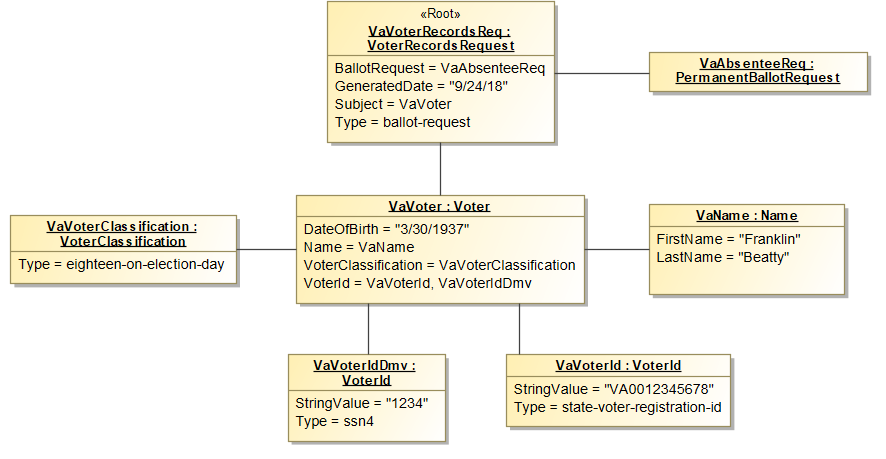 «Root»
VaVoterRecordsReq :
VoterRecordsRequest
BallotRequest = VaAbsenteeReq
GeneratedDate = "9/24/18"
Subject = VaVoter
Type = ballot-request
VaAbsenteeReq :
PermanentBallotRequest
VaVoterClassification :
VoterClassification
Type = eighteen-on-election-day
VaVoter : Voter
DateOfBirth = "3/30/1937"
Name = VaName
VoterClassification = VaVoterClassification
VoterId = VaVoterId, VaVoterIdDmv
VaName : Name
FirstName = "Franklin"
LastName = "Beatty"
VaVoterIdDmv :
VoterId
StringValue = "1234"
Type = ssn4
VaVoterId : VoterId
StringValue = "VA0012345678"
Type = state-voter-registration-id